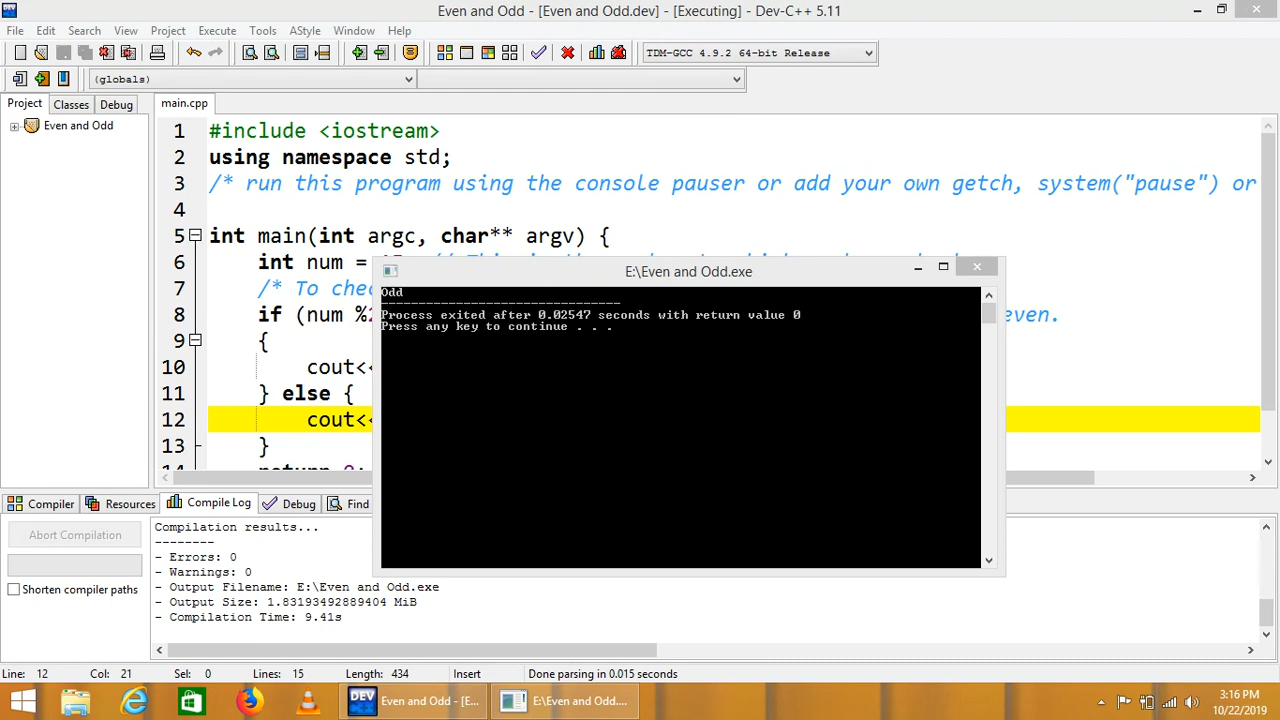 Even and Odd - [Even and Odd.dev] - [Executing] - Dev-C++ 5.11
File Edit Search View Project Execute Tools AStyle Window Help
TDM-GCC 4.9.2 64-bit Release
(globals)
Project Classes Debug
main.cpp
Even and Odd
1 #include <iostream>
2 using namespace std;
3 /* run this program using the console pauser or add your own getch, system("pause") or
4
5 int main(int argc, char** argv) {
6 int num =
7 /* To chec
8 if (num %2 even.
9 {
10 cout<<
11 } else {
12 cout<<
13 }
14 return 0;
E:\Even and Odd.exe
Odd
--------------------------------
Process exited after 0.02547 seconds with return value 0
Press any key to continue . . .
Compiler Resources Compile Log Debug Find
Abort Compilation
Shorten compiler paths
Compilation results...
--------
- Errors: 0
- Warnings: 0
- Output Filename: E:\Even and Odd.exe
- Output Size: 1.83193492889404 MiB
- Compilation Time: 9.41s
Line: 12 Col: 21 Sel: 0 Lines: 15 Length: 434 Insert Done parsing in 0.015 seconds
DEV Even and Odd - [E... E:\Even and Odd....
3:16 PM
10/22/2019